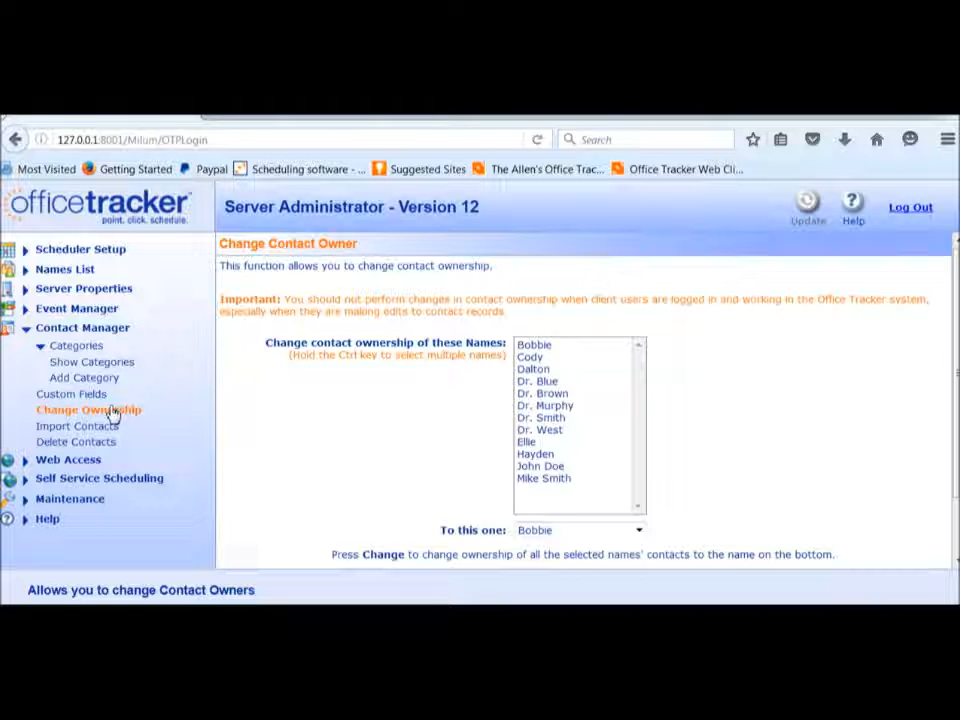 127.0.0.1:8001/Milum/OTPLogin
Search
Most Visited
Getting Started
Paypal
Scheduling software - ...
Suggested Sites
The Allen's Office Trac...
Office Tracker Web Cli...
officetracker
point. click. schedule.
Server Administrator - Version 12
Update
Help
Log Out
Scheduler Setup
Names List
Server Properties
Event Manager
Contact Manager
Categories
Show Categories
Add Category
Custom Fields
Change Ownership
Import Contacts
Delete Contacts
Web Access
Self Service Scheduling
Maintenance
Help
Change Contact Owner
This function allows you to change contact ownership.
Important: You should not perform changes in contact ownership when client users are logged in and working in the Office Tracker system,
especially when they are making edits to contact records.
Change contact ownership of these Names:
(Hold the Ctrl key to select multiple names)
Bobbie
Cody
Dalton
Dr. Blue
Dr. Brown
Dr. Murphy
Dr. Smith
Dr. West
Ellie
Hayden
John Doe
Mike Smith
To this one: Bobbie
Press Change to change ownership of all the selected names' contacts to the name on the bottom.
Allows you to change Contact Owners